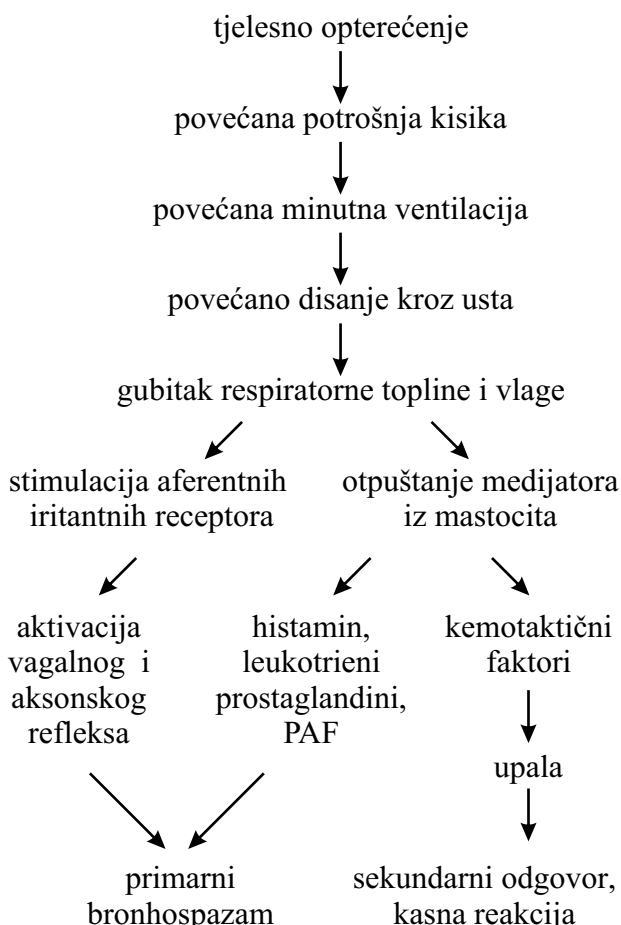 tjelesno opterećenje
povećana potrošnja kisika
povećana minutna ventilacija
povećano disanje kroz usta
gubitak respiratorne topline i vlage
stimulacija aferentnih
iritantnih receptora
otpuštanje medijatora
iz mastocita
aktivacija
vagalnog i
aksonskog
refleksa
histamin,
leukotrieni
prostaglandini,
PAF
kemotaktični
faktori
upala
primarni
bronhospazam
sekundarni odgovor,
kasna reakcija